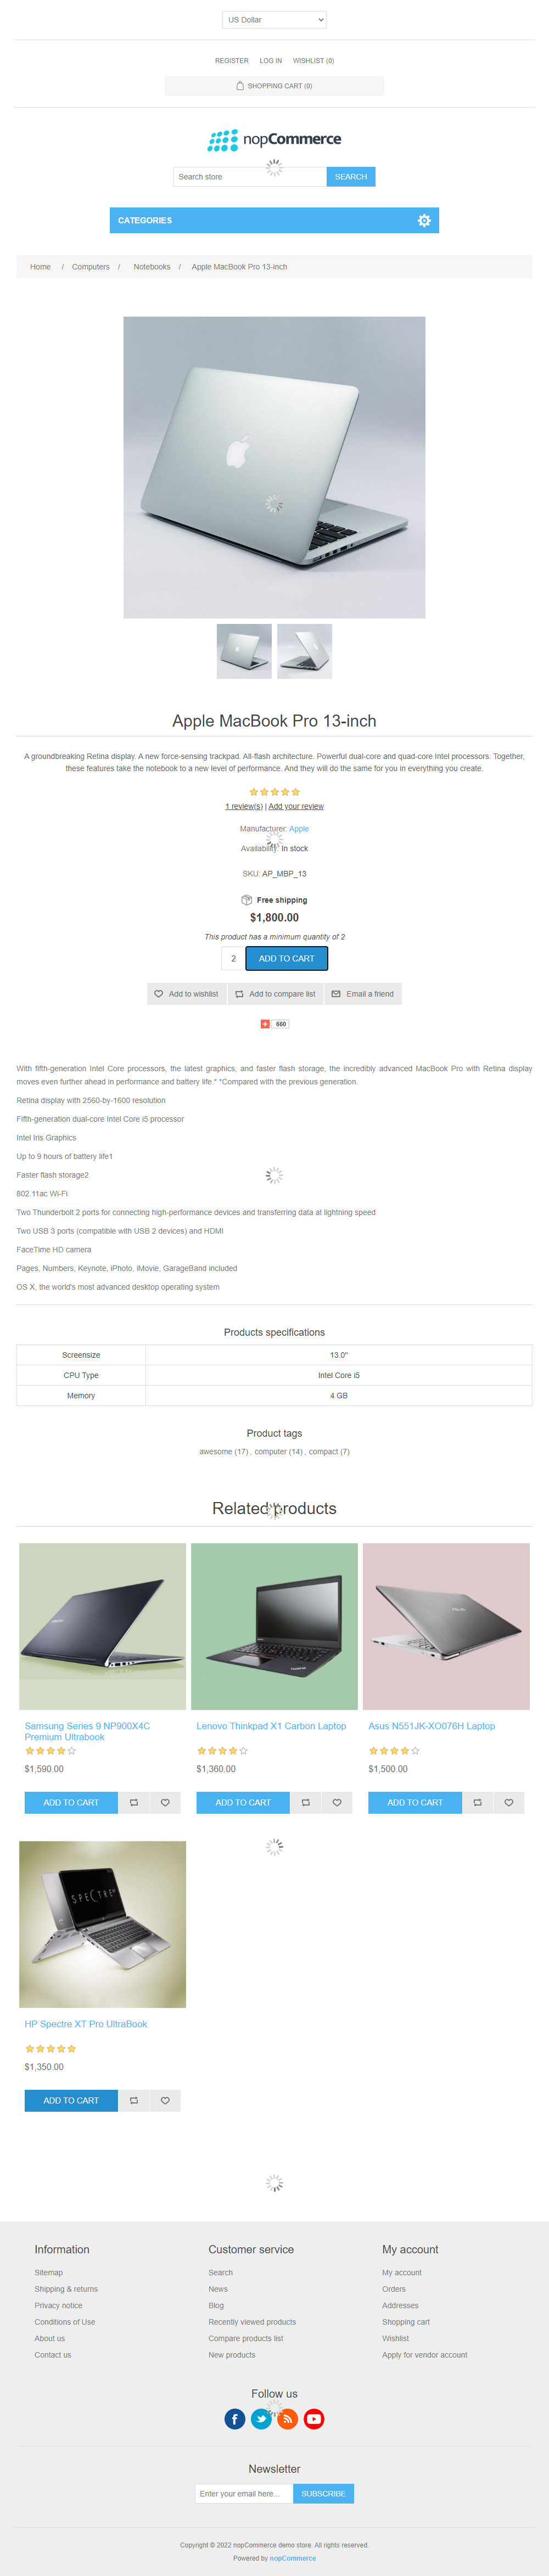 US Dollar
REGISTER LOG IN WISHLIST (0)
SHOPPING CART (0)
nopCommerce
Search store SEARCH
CATEGORIES
Home / Computers / Notebooks / Apple MacBook Pro 13-inch
Apple MacBook Pro 13-inch
A groundbreaking Retina display. A new force-sensing trackpad. All-flash architecture. Powerful dual-core and quad-core Intel processors. Together,
these features take the notebook to a new level of performance. And they will do the same for you in everything you create.
1 review(s) | Add your review
Manufacturer: Apple
Availability: In stock
SKU: AP_MBP_13
Free shipping
$1,800.00
This product has a minimum quantity of 2
2 ADD TO CART
Add to wishlist Add to compare list Email a friend
660
With fifth-generation Intel Core processors, the latest graphics, and faster flash storage, the incredibly advanced MacBook Pro with Retina display
moves even further ahead in performance and battery life.* *Compared with the previous generation.
Retina display with 2560-by-1600 resolution
Fifth-generation dual-core Intel Core i5 processor
Intel Iris Graphics
Up to 9 hours of battery life1
Faster flash storage2
802.11ac Wi-Fi
Two Thunderbolt 2 ports for connecting high-performance devices and transferring data at lightning speed
Two USB 3 ports (compatible with USB 2 devices) and HDMI
FaceTime HD camera
Pages, Numbers, Keynote, iPhoto, iMovie, GarageBand included
OS X, the world's most advanced desktop operating system
Products specifications
Screensize 13.0"
CPU Type Intel Core i5
Memory 4 GB
Product tags
awesome (17) , computer (14) , compact (7)
Related products
Samsung Series 9 NP900X4C
Premium Ultrabook
$1,590.00
ADD TO CART
Lenovo Thinkpad X1 Carbon Laptop
$1,360.00
ADD TO CART
Asus N551JK-XO076H Laptop
$1,500.00
ADD TO CART
SPECTRE
HP Spectre XT Pro UltraBook
$1,350.00
ADD TO CART
Information
Sitemap
Shipping & returns
Privacy notice
Conditions of Use
About us
Contact us
Customer service
Search
News
Blog
Recently viewed products
Compare products list
New products
My account
My account
Orders
Addresses
Shopping cart
Wishlist
Apply for vendor account
Follow us
Newsletter
Enter your email here... SUBSCRIBE
Copyright © 2022 nopCommerce demo store. All rights reserved.
Powered by nopCommerce